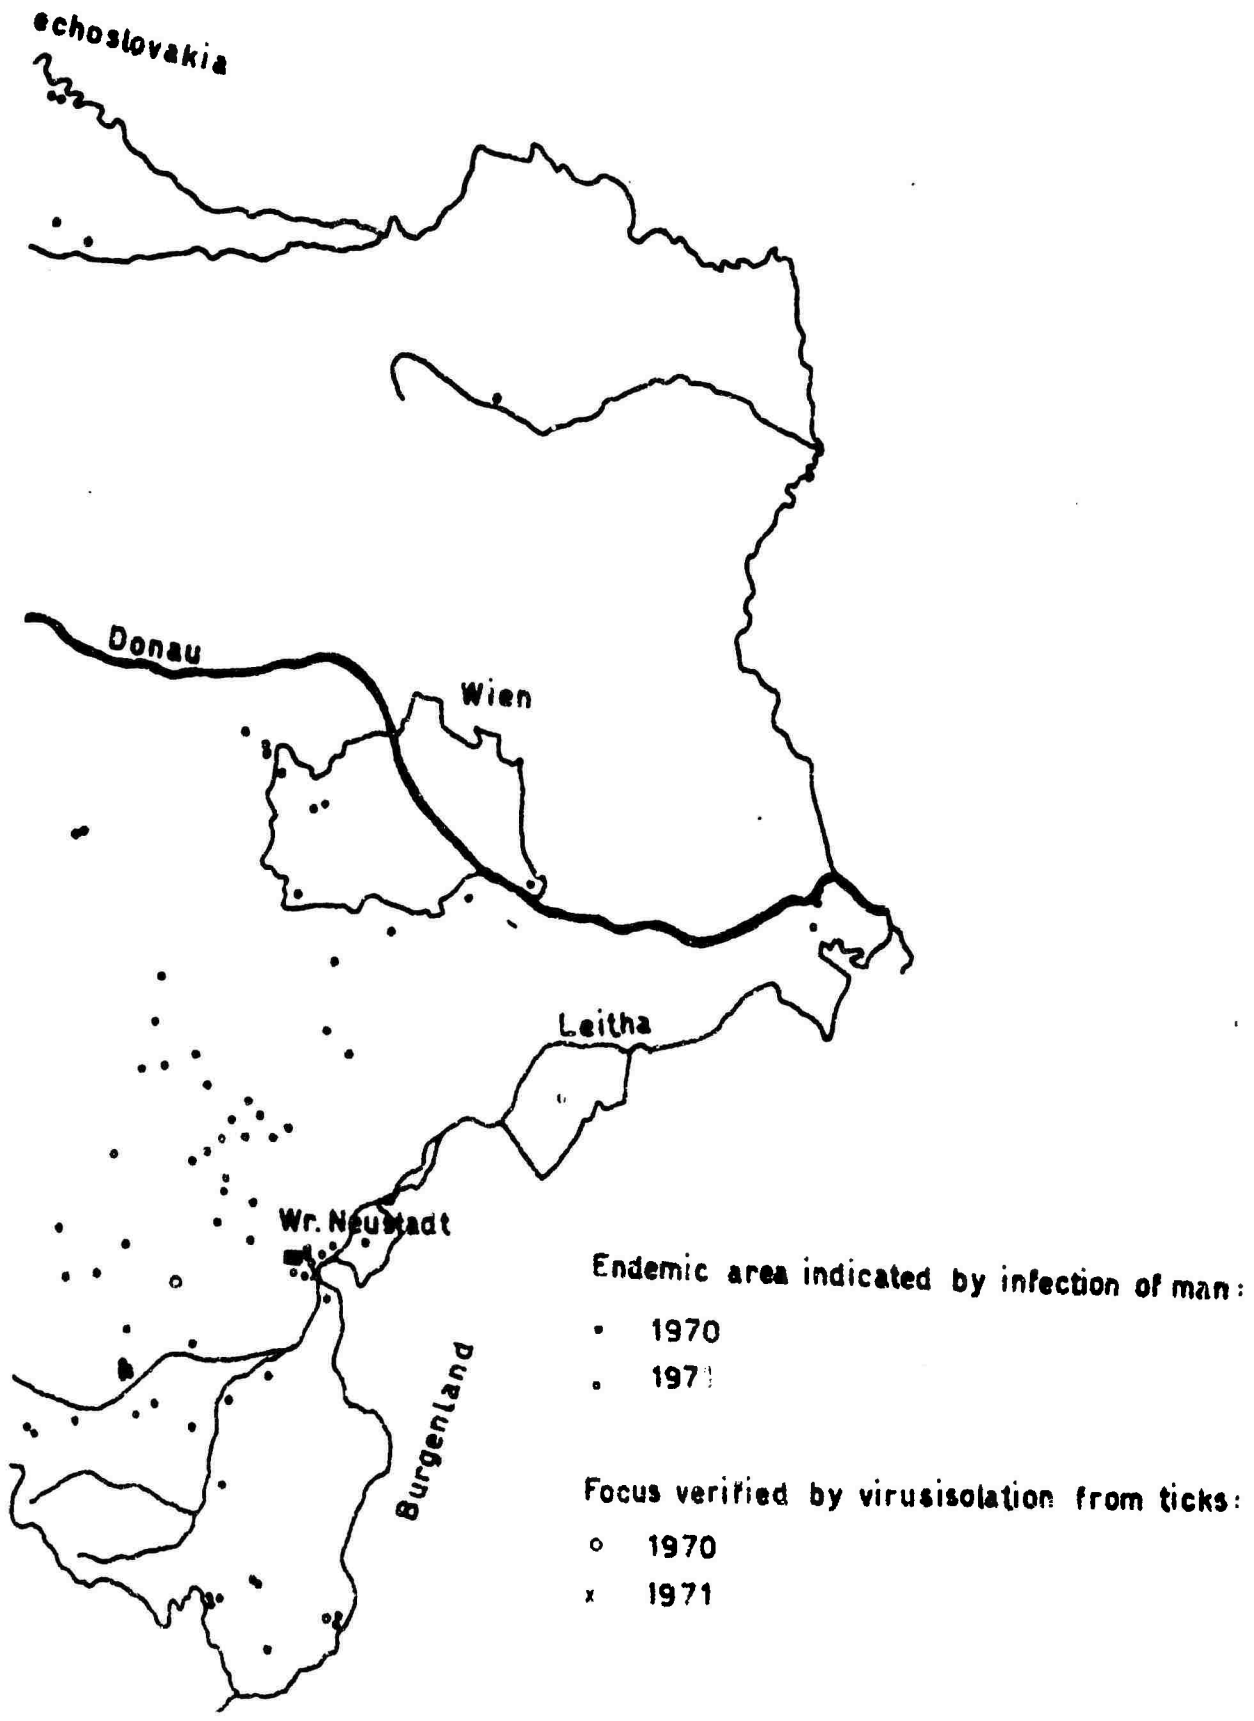 echoslovakia
Donau
Wien
Leitha
Wr. Neustadt
Burgenland
Endemic area indicated by infection of man:
• 1970
▫ 1971
Focus verified by virusisolation from ticks:
○ 1970
x 1971